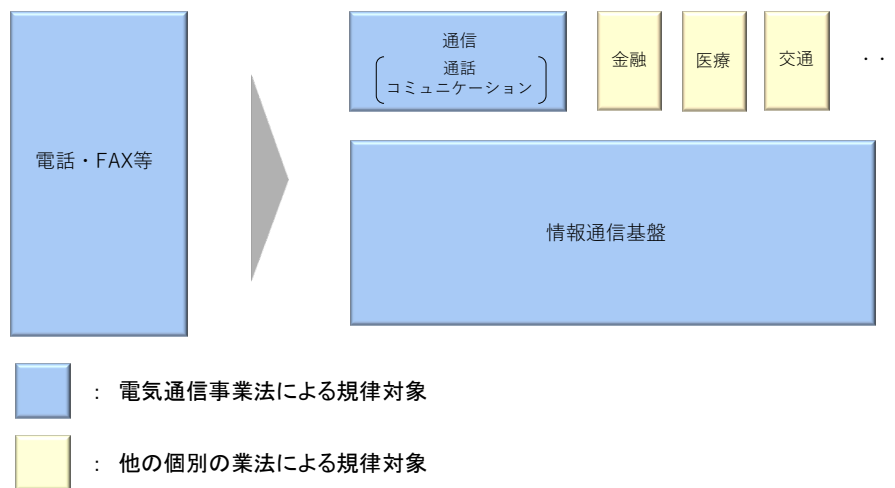 電話・FAX等
通信
通話
コミュニケーション
金融
医療
交通
・・
情報通信基盤
： 電気通信事業法による規律対象
： 他の個別の業法による規律対象